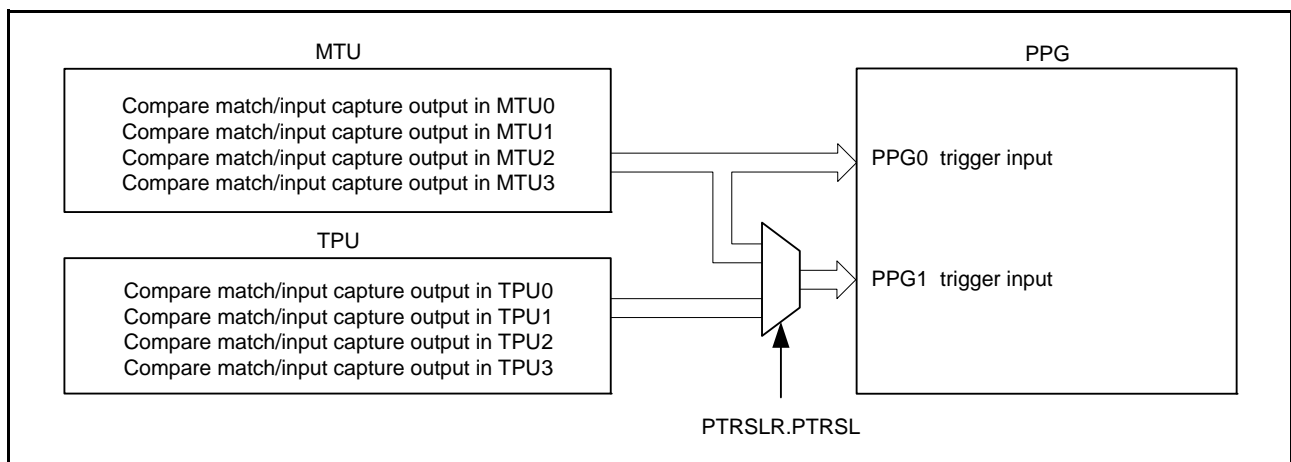 MTU
Compare match/input capture output in MTU0
Compare match/input capture output in MTU1
Compare match/input capture output in MTU2
Compare match/input capture output in MTU3
TPU
Compare match/input capture output in TPU0
Compare match/input capture output in TPU1
Compare match/input capture output in TPU2
Compare match/input capture output in TPU3
PTRSLR.PTRSL
PPG
PPG0 trigger input
PPG1 trigger input